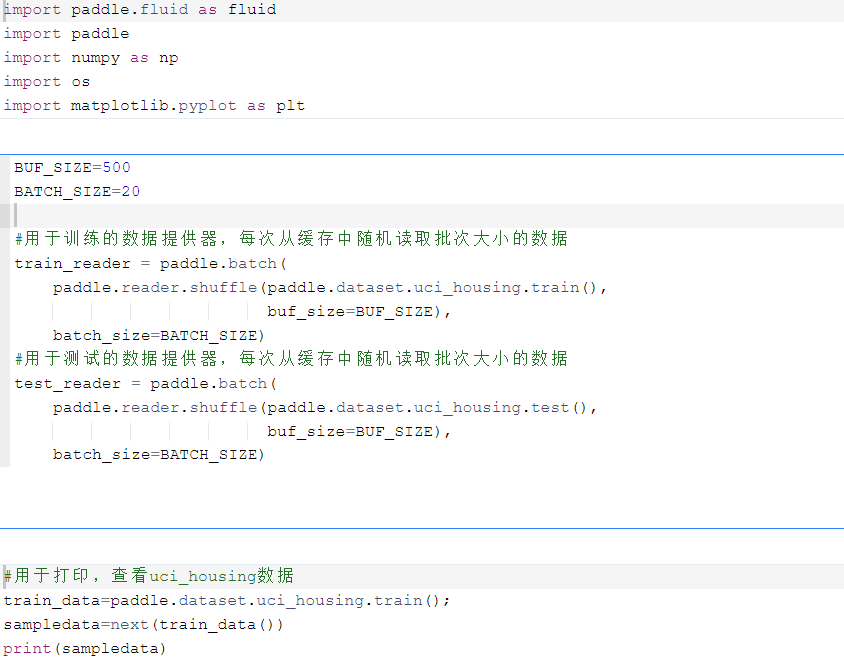 import paddle.fluid as fluid
import paddle
import numpy as np
import os
import matplotlib.pyplot as plt
BUF_SIZE=500
BATCH_SIZE=20
#用于训练的数据提供器，每次从缓存中随机读取批次大小的数据
train_reader = paddle.batch(
    paddle.reader.shuffle(paddle.dataset.uci_housing.train(),
                          buf_size=BUF_SIZE),
    batch_size=BATCH_SIZE)
#用于测试的数据提供器，每次从缓存中随机读取批次大小的数据
test_reader = paddle.batch(
    paddle.reader.shuffle(paddle.dataset.uci_housing.test(),
                          buf_size=BUF_SIZE),
    batch_size=BATCH_SIZE)
#用于打印，查看uci_housing数据
train_data=paddle.dataset.uci_housing.train();
sampledata=next(train_data())
print(sampledata)